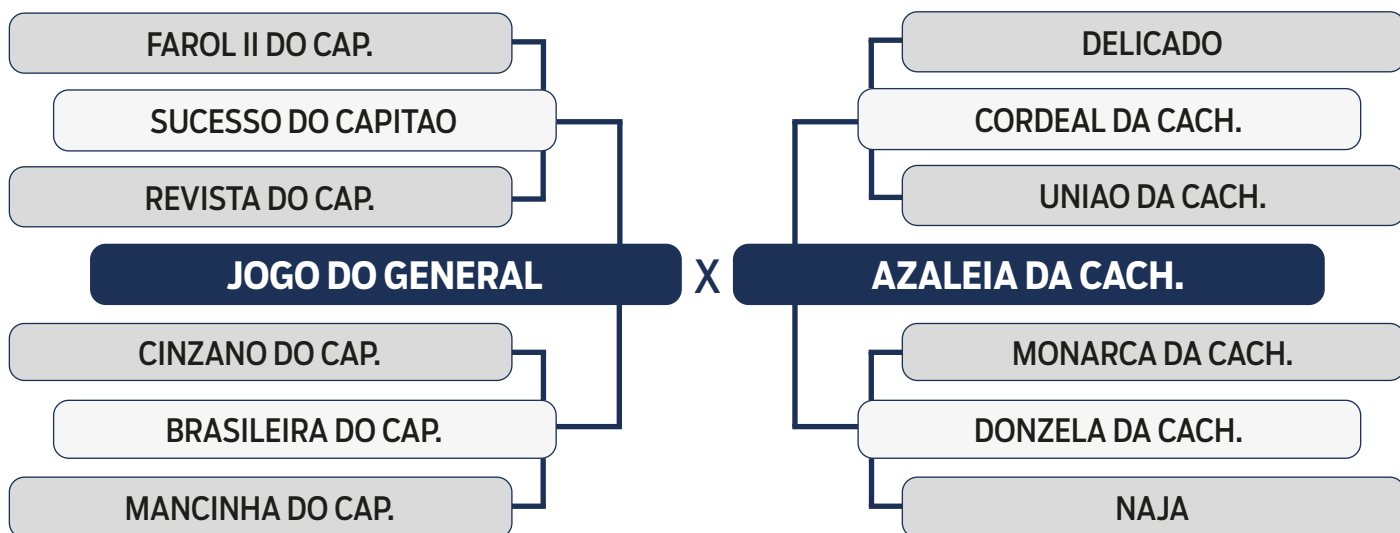 FAROL II DO CAP.
SUCESSO DO CAPITAO
REVISTA DO CAP.
JOGO DO GENERAL
CINZANO DO CAP.
BRASILEIRA DO CAP.
MANCINHA DO CAP.
X
DELICADO
CORDEAL DA CACH.
UNIAO DA CACH.
AZALEIA DA CACH.
MONARCA DA CACH.
DONZELA DA CACH.
NAJA